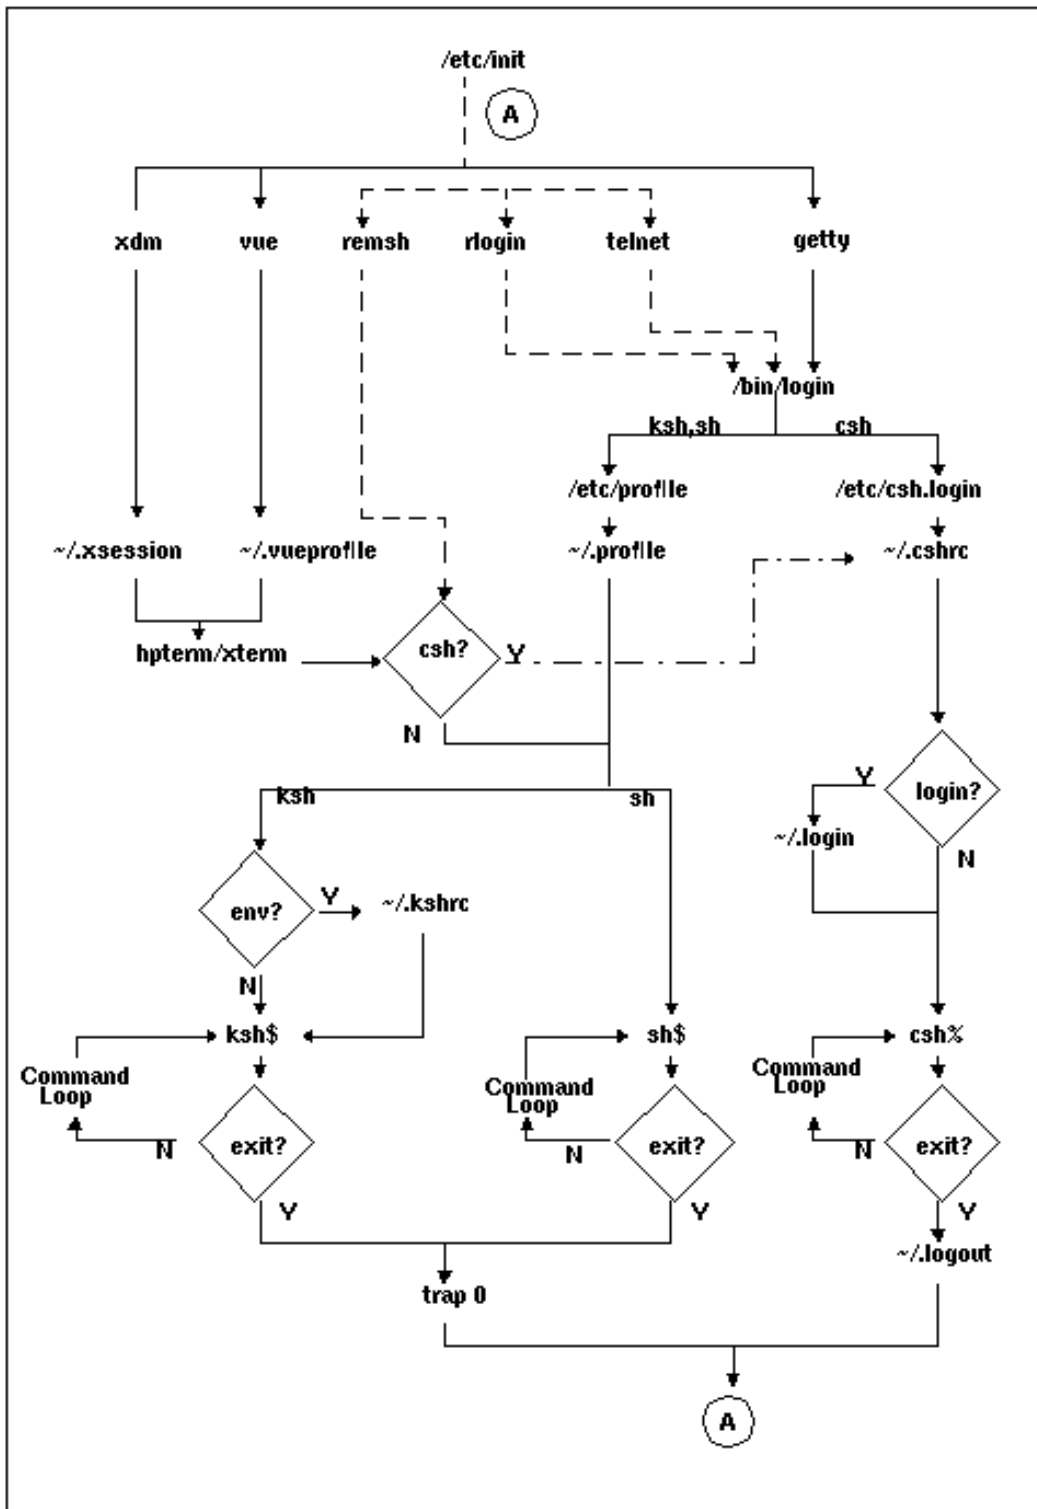 /etc/init
A
xdm
vue
remsh
rlogin
telnet
getty
/bin/login
ksh,sh
csh
/etc/profile
/etc/csh.login
~/.xsession
~/.vueprofile
~/.profile
~/.cshrc
hpterm/xterm
csh?
Y
N
ksh
sh
Y
login?
~/.login
N
env?
Y
~/.kshrc
N
ksh$
sh$
csh%
Command
Loop
Command
Loop
Command
Loop
N
exit?
N
exit?
N
exit?
Y
Y
Y
~/.logout
trap 0
A